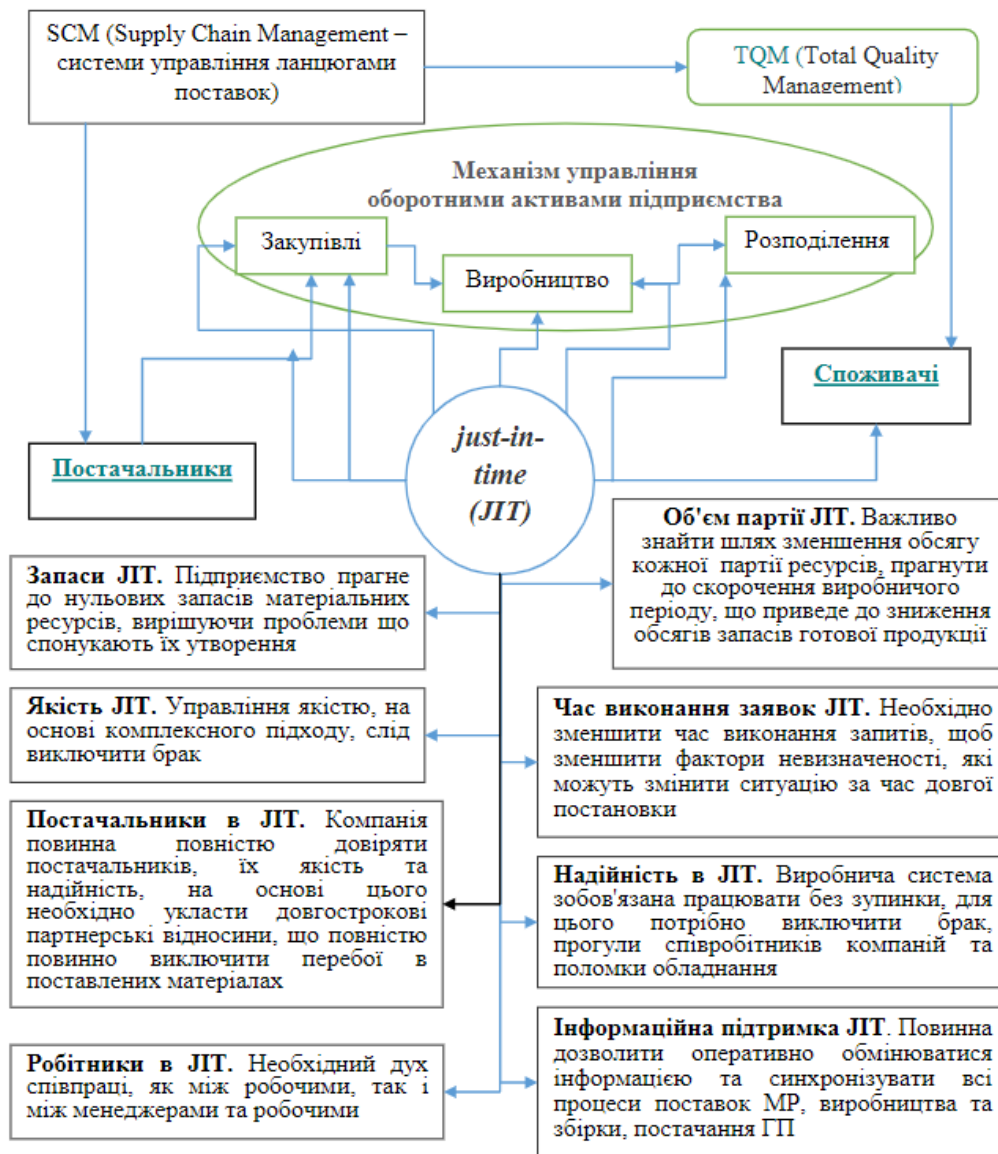 SCM (Supply Chain Management –
системи управління ланцюгами
поставок)
TQM (Total Quality
Management)
Механізм управління
оборотними активами підприємства
Закупівлі
Виробництво
Розподілення
Постачальники
Споживачі
just-in-
time
(JIT)
Об'єм партії JIT. Важливо
знайти шлях зменшення обсягу
кожної партії ресурсів, прагнути
до скорочення виробничого
періоду, що приведе до зниження
обсягів запасів готової продукції
Запаси JIT. Підприємство прагне
до нульових запасів матеріальних
ресурсів, вирішуючи проблеми що
спонукають їх утворення
Якість JIT. Управління якістю, на
основі комплексного підходу, слід
виключити брак
Час виконання заявок JIT. Необхідно
зменшити час виконання запитів, щоб
зменшити фактори невизначеності, які
можуть змінити ситуацію за час довгої
постановки
Постачальники в JIT. Компанія
повинна повністю довіряти
постачальників, їх якість та
надійність, на основі цього
необхідно укласти довгострокові
партнерські відносини, що повністю
повинно виключити перебої в
поставлених матеріалах
Надійність в JIT. Виробнича система
зобов'язана працювати без зупинки, для
цього потрібно виключити брак,
прогули співробітників компаній та
поломки обладнання
Робітники в JIT. Необхідний дух
співпраці, як між робочими, так і
між менеджерами та робочими
Інформаційна підтримка JIT. Повинна
дозволити оперативно обмінюватися
інформацією та синхронізувати всі
процеси поставок МР, виробництва та
збірки, постачання ГП